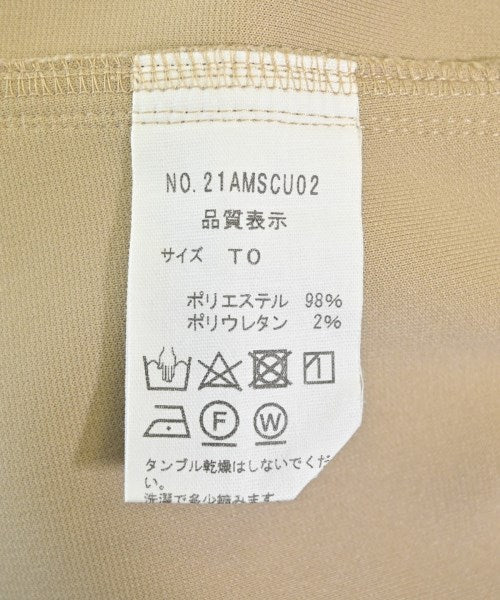 NO.21AMSCU02
品質表示
サイズ TO
ポリエステル 98%
ポリウレタン 2%
F W
タンブル乾燥はしないでくだ
い。
洗濯で多少縮みます